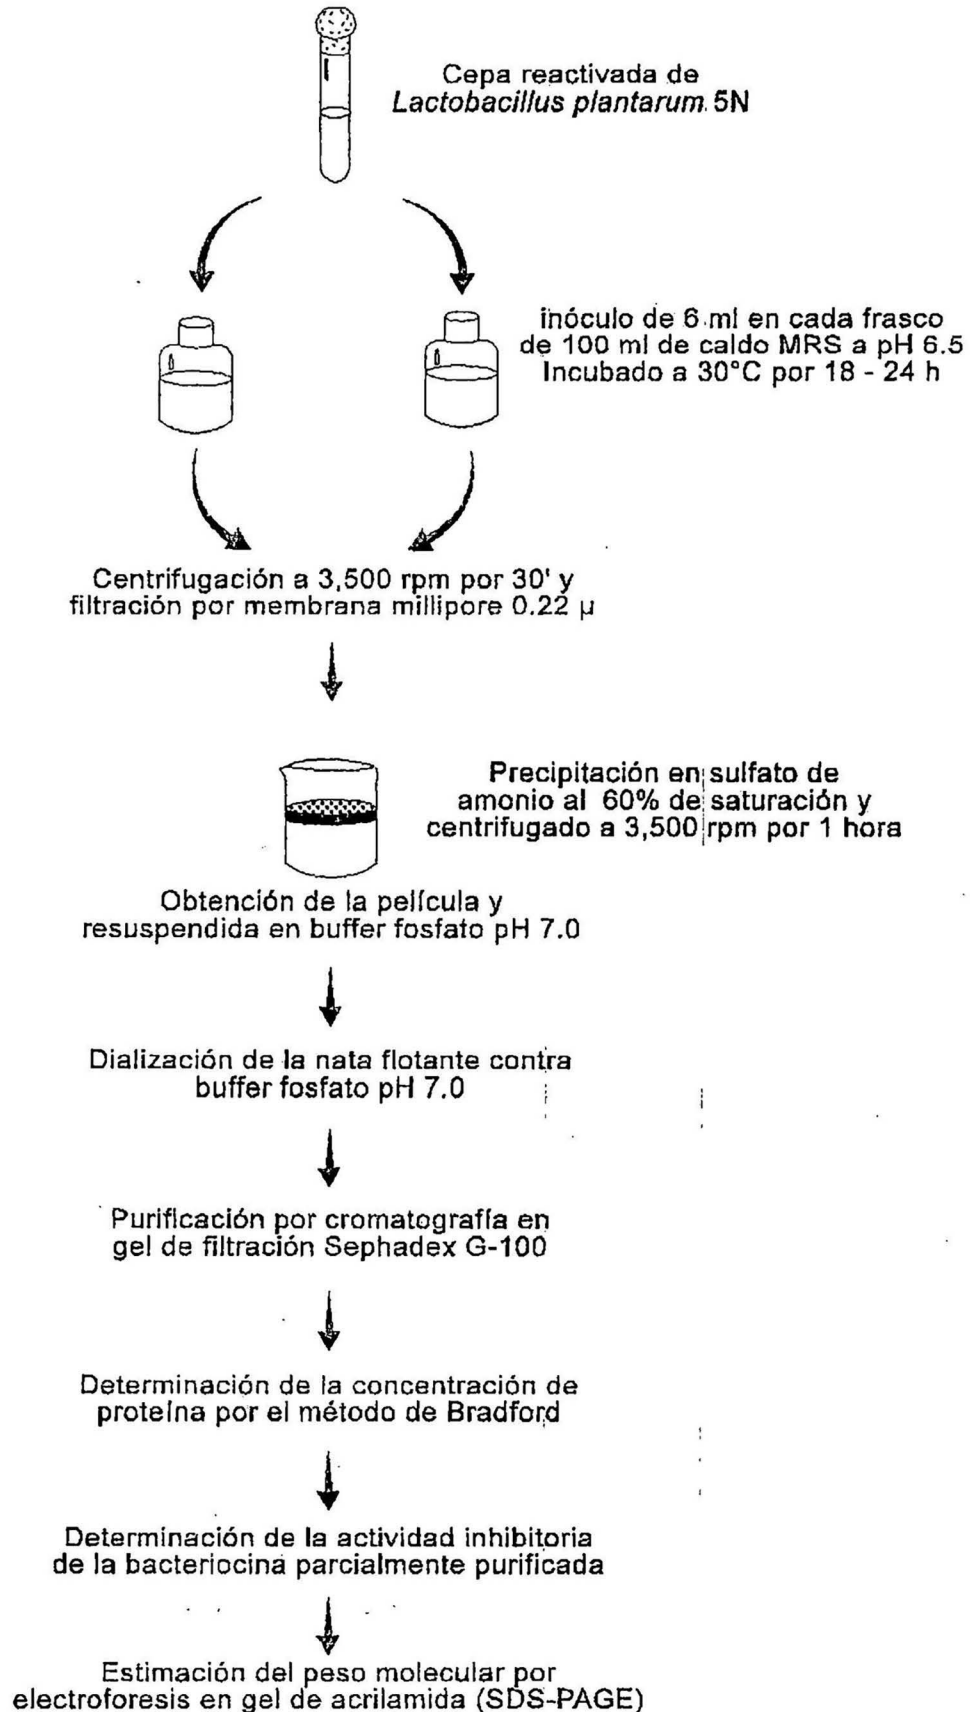 Cepa reactivada de
Lactobacillus plantarum 5N
inóculo de 6 ml en cada frasco
de 100 ml de caldo MRS a pH 6.5
Incubado a 30°C por 18 - 24 h
Centrifugación a 3,500 rpm por 30' y
filtración por membrana millipore 0.22 µ
Precipitación en sulfato de
amonio al 60% de saturación y
centrifugado a 3,500 rpm por 1 hora
Obtención de la película y
resuspendida en buffer fosfato pH 7.0
Dialización de la nata flotante contra
buffer fosfato pH 7.0
Purificación por cromatografía en
gel de filtración Sephadex G-100
Determinación de la concentración de
proteína por el método de Bradford
Determinación de la actividad inhibitoria
de la bacteriocina parcialmente purificada
Estimación del peso molecular por
electroforesis en gel de acrilamida (SDS-PAGE)